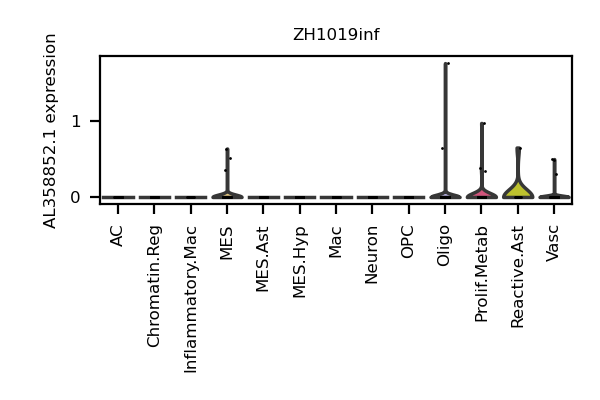 ZH1019inf
AL358852.1 expression
1
0
AC
Chromatin.Reg
Inflammatory.Mac
MES
MES.Ast
MES.Hyp
Mac
Neuron
OPC
Oligo
Prolif.Metab
Reactive.Ast
Vasc